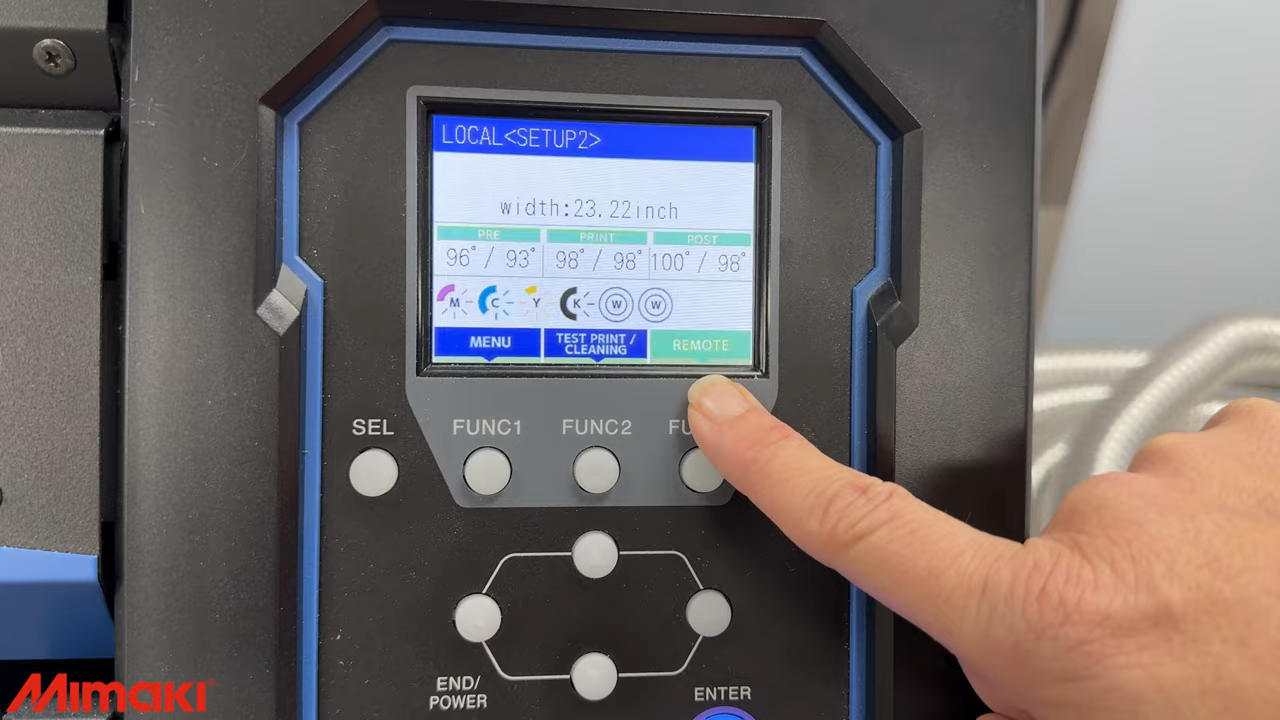 LOCAL<SETUP2>
width:23.22inch
PRE PRINT POST
96°/ 93° 98°/ 98° 100°/ 98°
M C Y K W W
MENU TEST PRINT / CLEANING REMOTE
SEL FUNC1 FUNC2
END/
POWER
ENTER
Mimaki